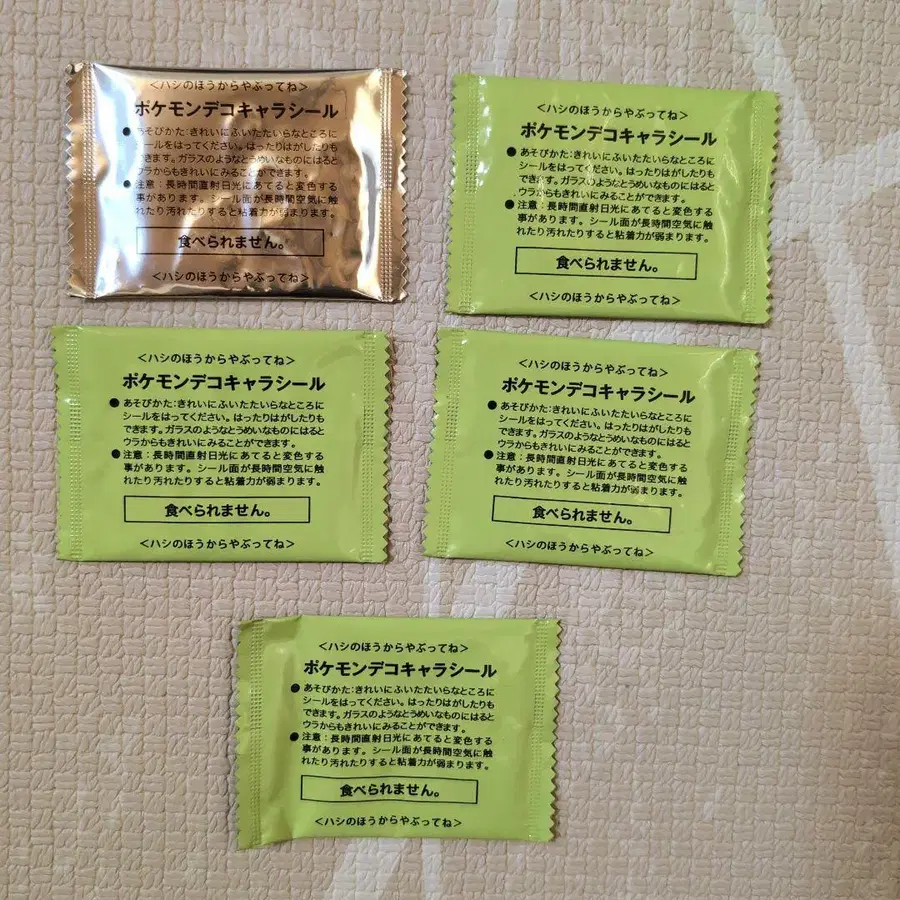 <ハシのほうからやぶってね>
ポケモンデコキャラシール
● あそびかた:きれいにふいたたいらなところに
シールをはってください。はったりはがしたりも
できます。ガラスのようなとうめいなものにはると
ウラからもきれいにみることができます。
● 注意:長時間直射日光にあてると変色する
事があります。シール面が長時間空気に触
れたり汚れたりすると粘着力が弱まります。
食べられません。
<ハシのほうからやぶってね>
<ハシのほうからやぶってね>
ポケモンデコキャラシール
● あそびかた:きれいにふいたたいらなところに
シールをはってください。はったりはがしたりも
できます。ガラスのようなとうめいなものにはると
ウラからもきれいにみることができます。
● 注意:長時間直射日光にあてると変色する
事があります。シール面が長時間空気に触
れたり汚れたりすると粘着力が弱まります。
食べられません。
<ハシのほうからやぶってね>
<ハシのほうからやぶってね>
ポケモンデコキャラシール
● あそびかた:きれいにふいたたいらなところに
シールをはってください。はったりはがしたりも
できます。ガラスのようなとうめいなものにはると
ウラからもきれいにみることができます。
● 注意:長時間直射日光にあてると変色する
事があります。シール面が長時間空気に触
れたり汚れたりすると粘着力が弱まります。
食べられません。
<ハシのほうからやぶってね>
<ハシのほうからやぶってね>
ポケモンデコキャラシール
● あそびかた:きれいにふいたたいらなところに
シールをはってください。はったりはがしたりも
できます。ガラスのようなとうめいなものにはると
ウラからもきれいにみることができます。
● 注意:長時間直射日光にあてると変色する
事があります。シール面が長時間空気に触
れたり汚れたりすると粘着力が弱まります。
食べられません。
<ハシのほうからやぶってね>
<ハシのほうからやぶってね>
ポケモンデコキャラシール
● あそびかた:きれいにふいたたいらなところに
シールをはってください。はったりはがしたりも
できます。ガラスのようなとうめいなものにはると
ウラからもきれいにみることができます。
● 注意:長時間直射日光にあてると変色する
事があります。シール面が長時間空気に触
れたり汚れたりすると粘着力が弱まります。
食べられません。
<ハシのほうからやぶってね>